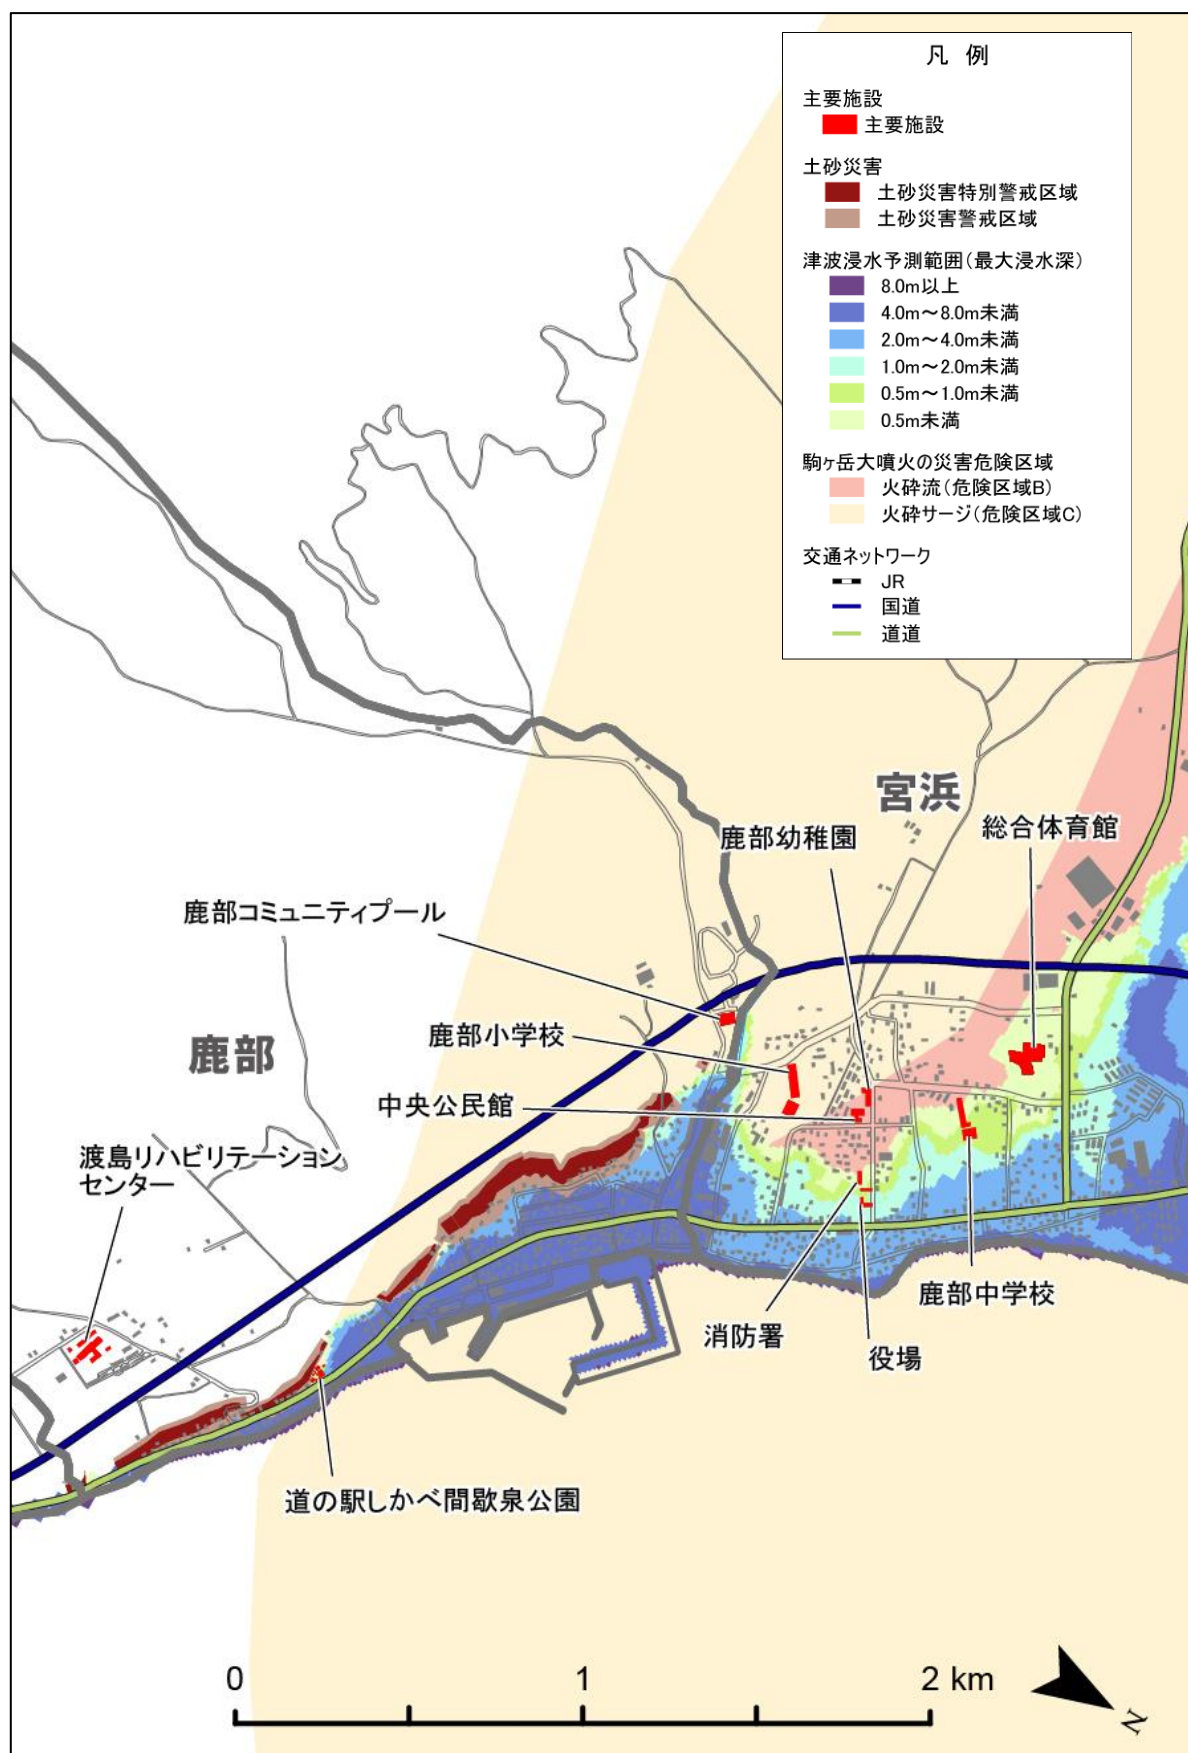 凡 例
主要施設
主要施設
土砂災害
土砂災害特別警戒区域
土砂災害警戒区域
津波浸水予測範囲(最大浸水深)
8.0m以上
4.0m～8.0m未満
2.0m～4.0m未満
1.0m～2.0m未満
0.5m～1.0m未満
0.5m未満
駒ヶ岳大噴火の災害危険区域
火砕流(危険区域B)
火砕サージ(危険区域C)
交通ネットワーク
JR
国道
道道
宮浜
総合体育館
鹿部幼稚園
鹿部コミュニティプール
鹿部小学校
鹿部
中央公民館
渡島リハビリテーション
センター
鹿部中学校
消防署
役場
道の駅しかべ間歇泉公園
0 1 2 km
N